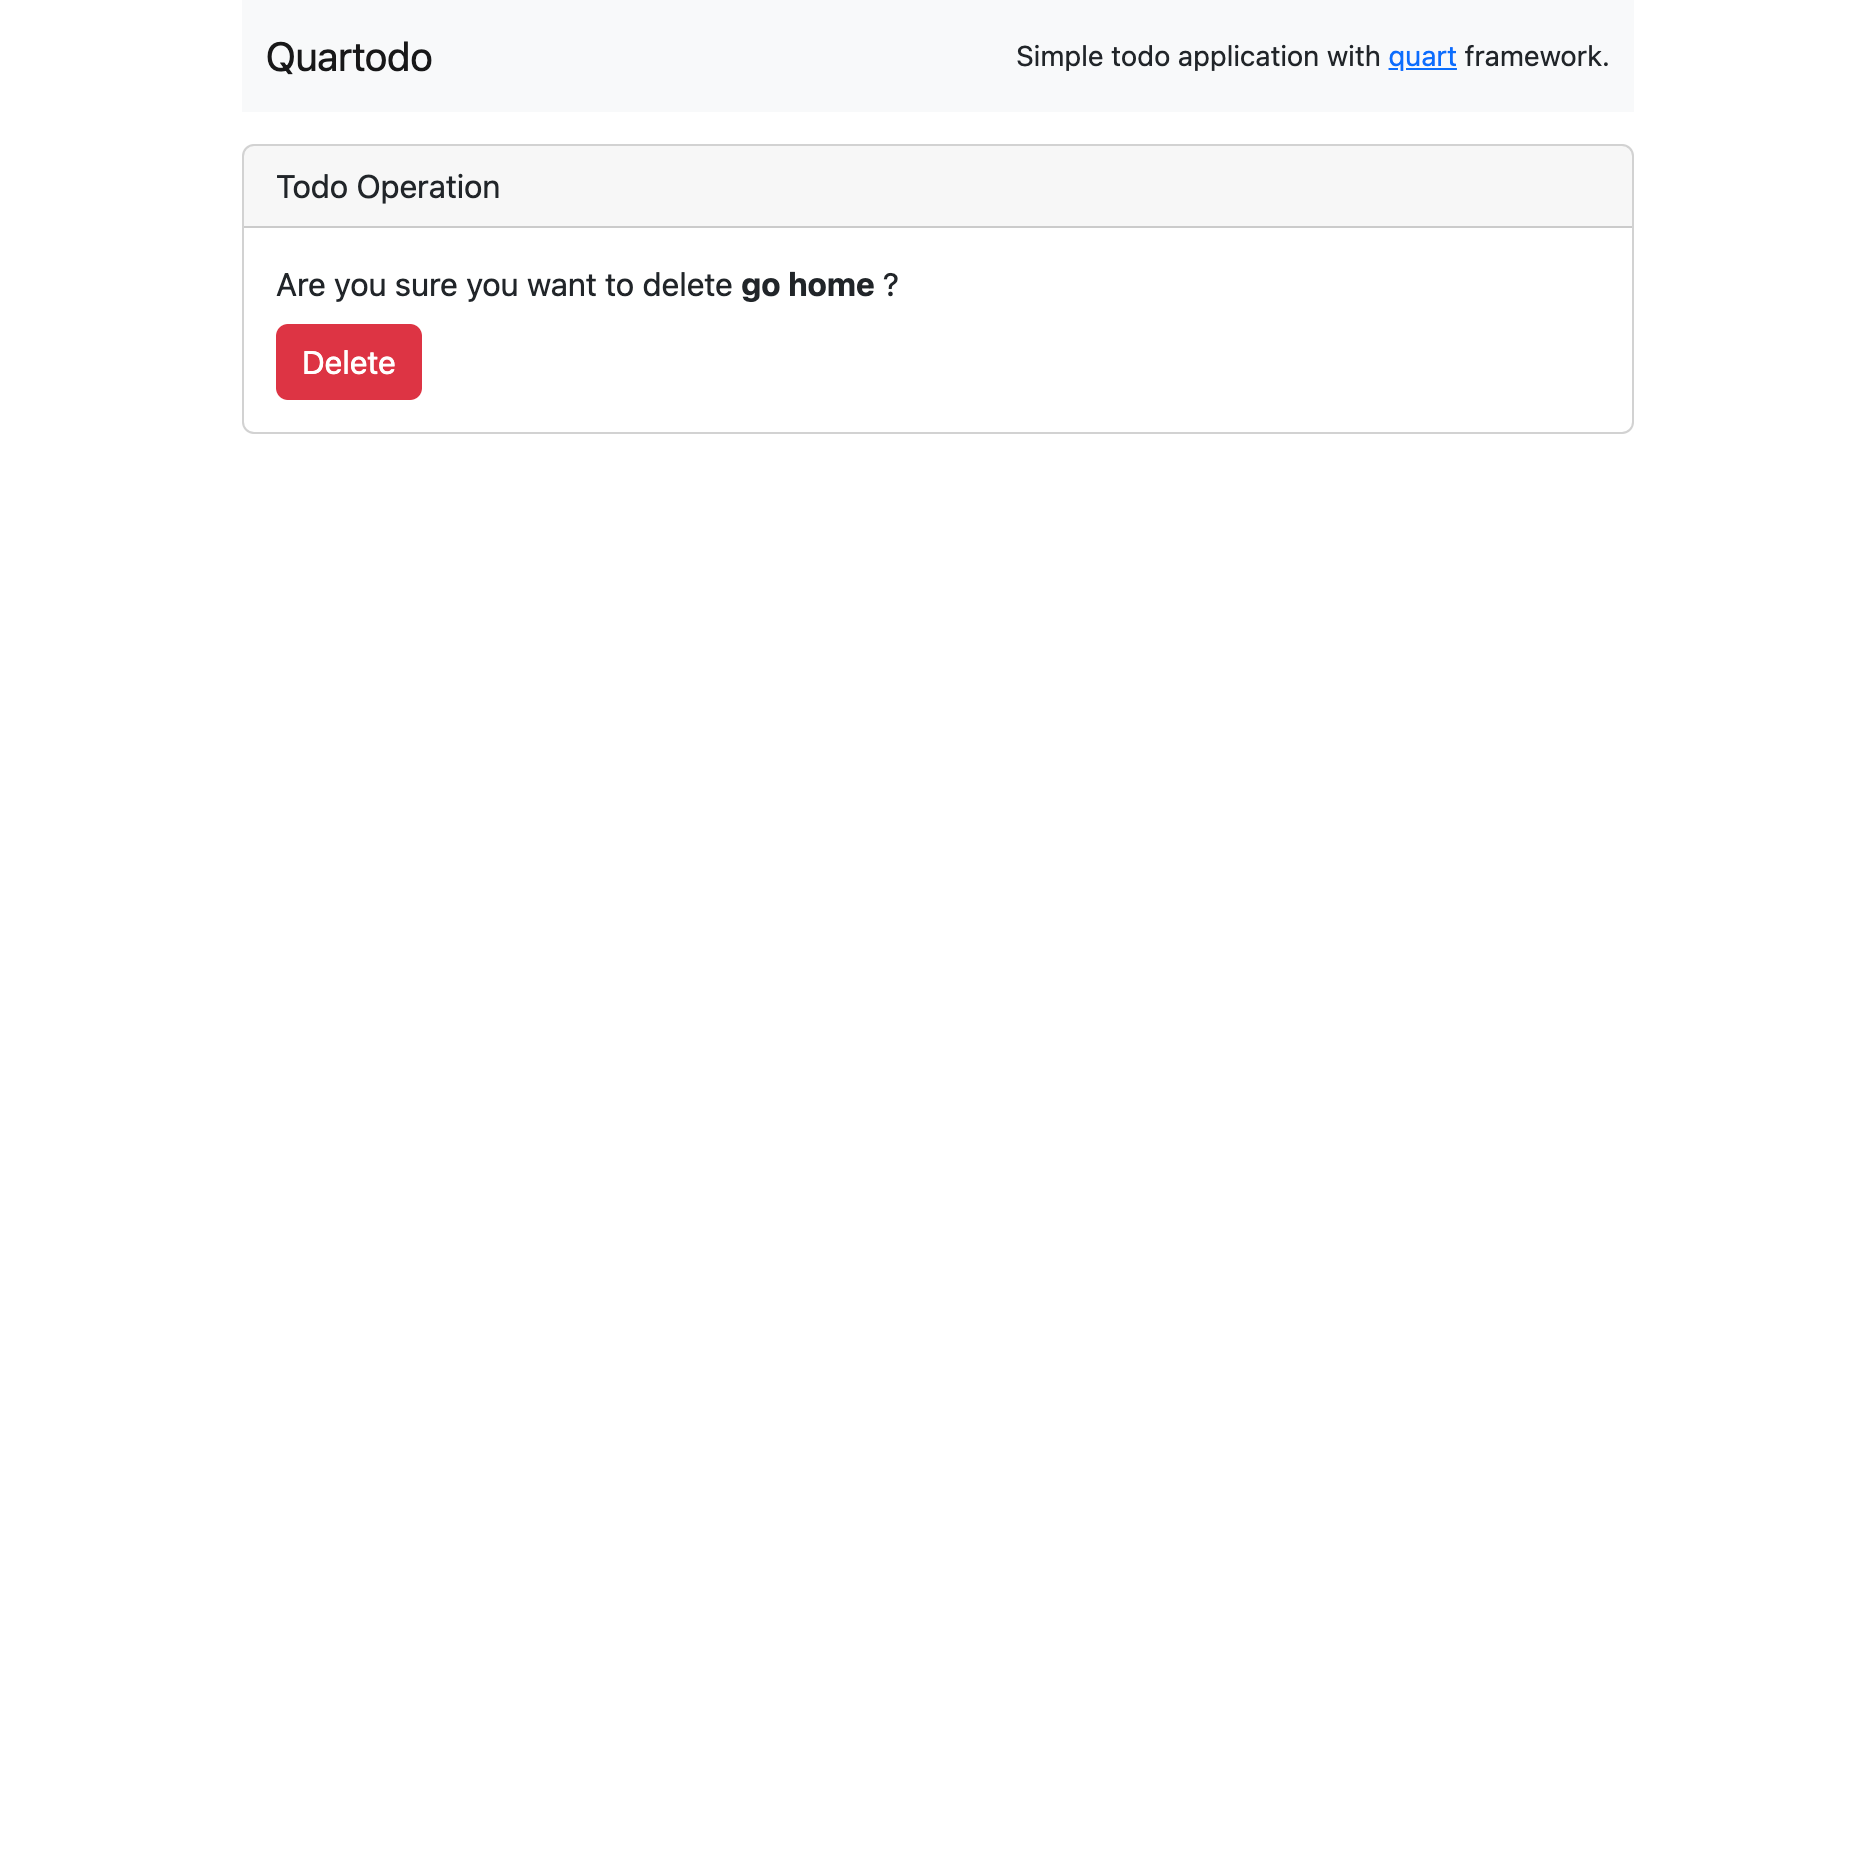 Quartodo
Simple todo application with quart framework.
Todo Operation
Are you sure you want to delete go home ?
Delete